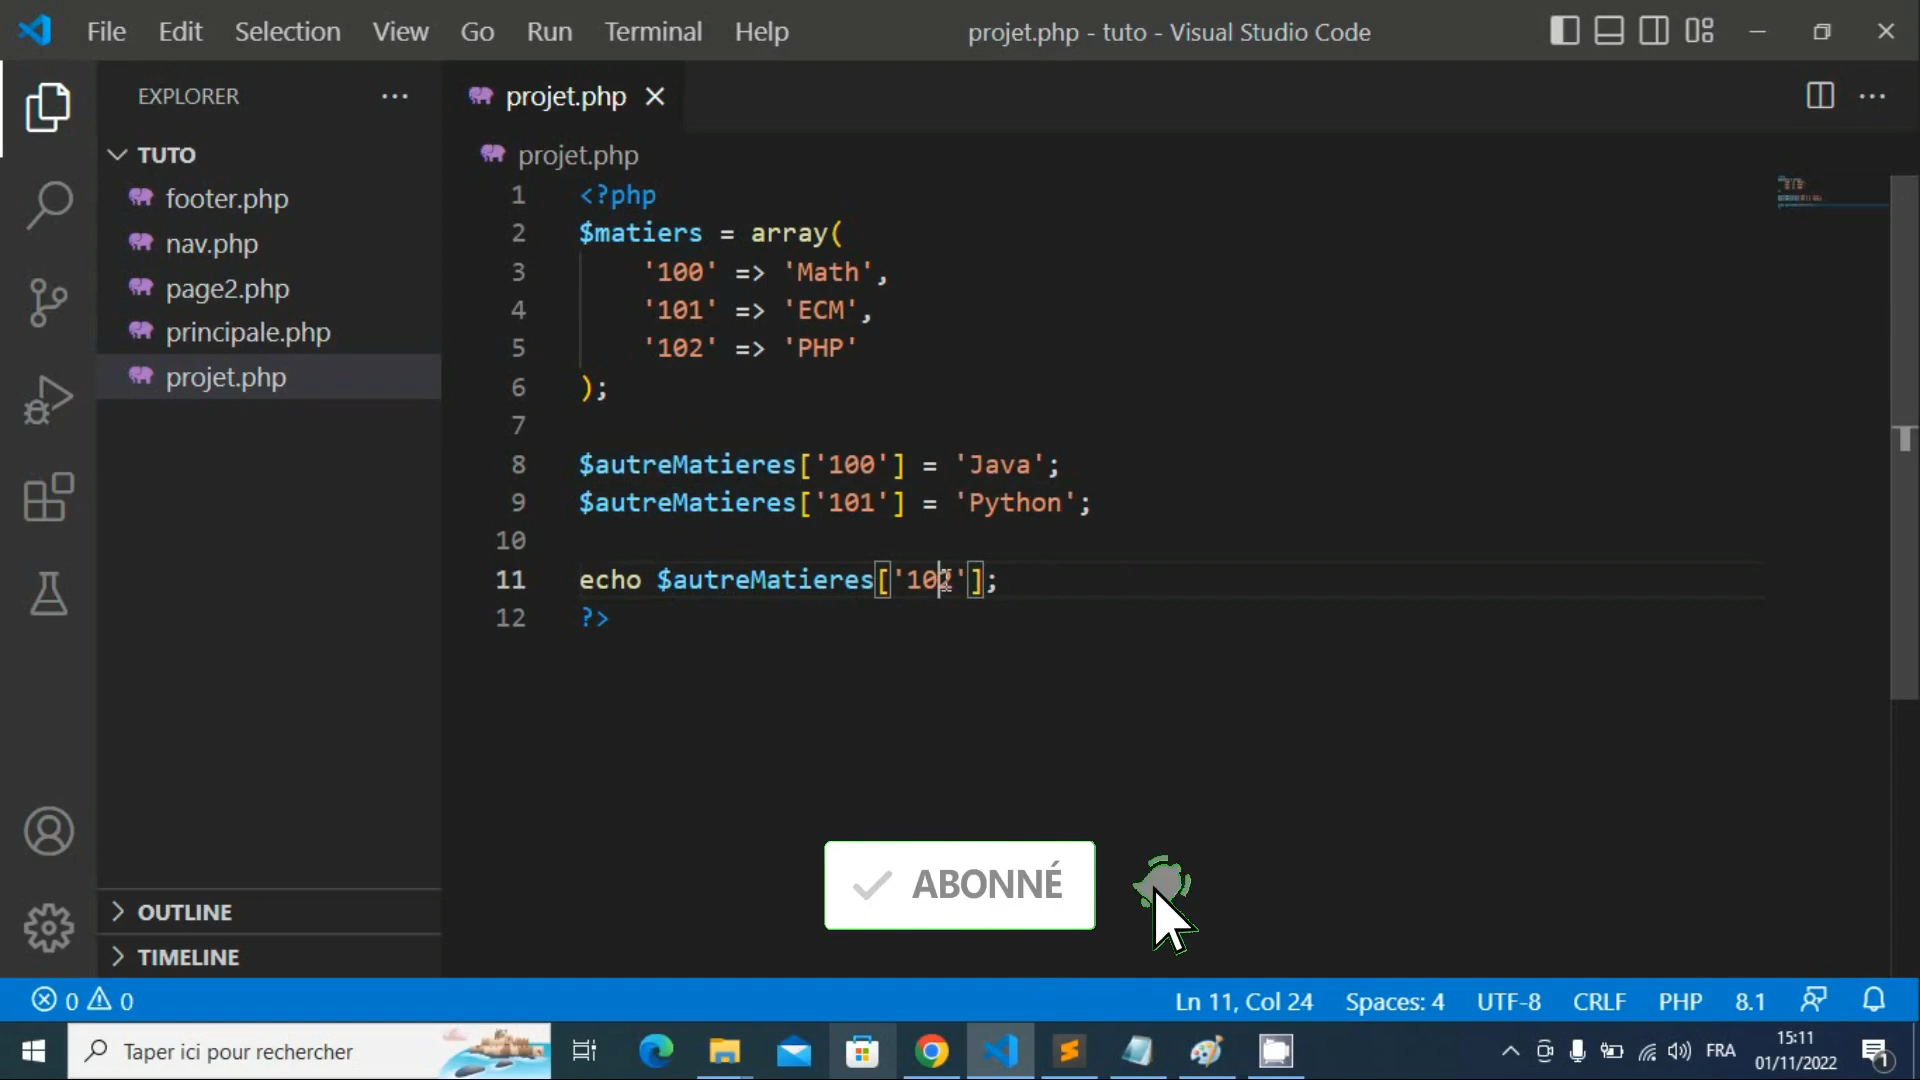 File Edit Selection View Go Run Terminal Help projet.php - tuto - Visual Studio Code
EXPLORER
TUTO
footer.php
nav.php
page2.php
principale.php
projet.php
OUTLINE
TIMELINE
projet.php
projet.php
1 <?php
2 $matiers = array(
3 '100' => 'Math',
4 '101' => 'ECM',
5 '102' => 'PHP'
6 );
7
8 $autreMatieres['100'] = 'Java';
9 $autreMatieres['101'] = 'Python';
10
11 echo $autreMatieres['102'];
12 ?>
ABONNÉ
0 0 Ln 11, Col 24 Spaces: 4 UTF-8 CRLF PHP 8.1
Taper ici pour rechercher
FRA
15:11
01/11/2022
1